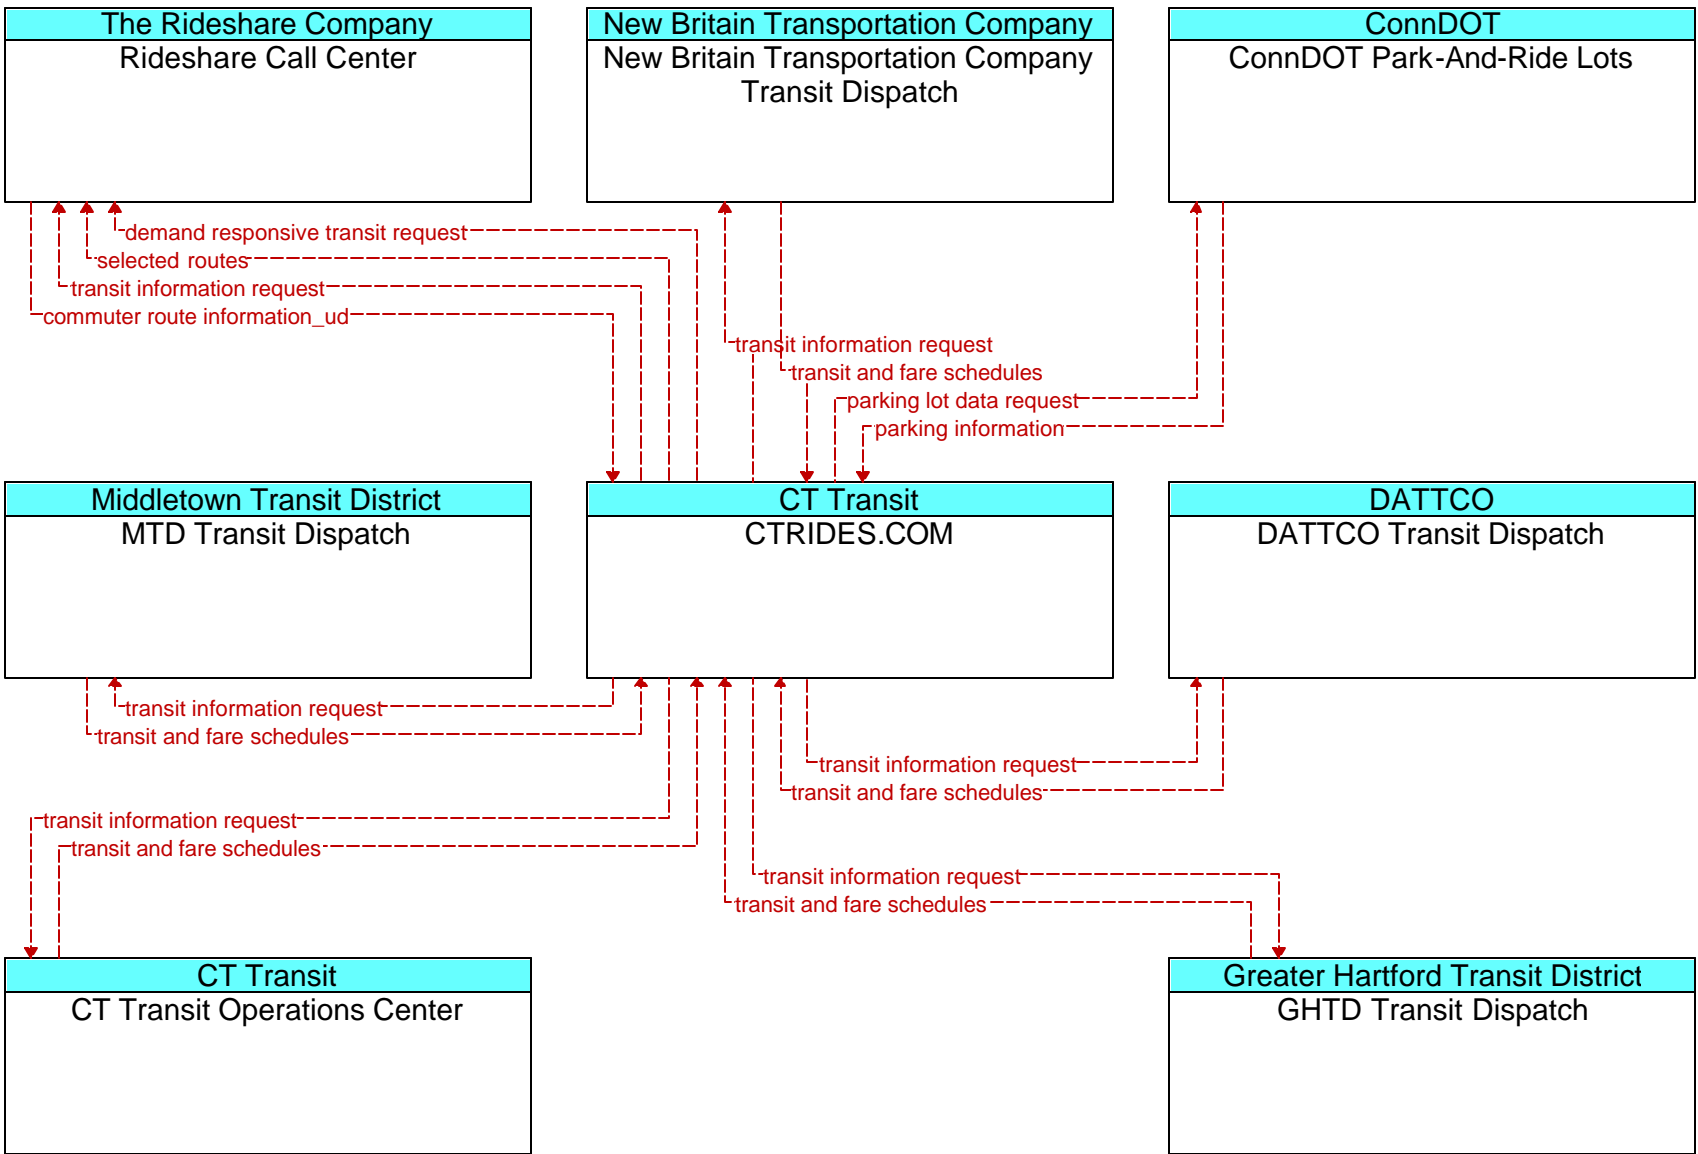 The Rideshare Company
Rideshare Call Center
New Britain Transportation Company
New Britain Transportation Company
Transit Dispatch
ConnDOT
ConnDOT Park-And-Ride Lots
demand responsive transit request
selected routes
transit information request
commuter route information_ud
transit information request
transit and fare schedules
parking lot data request
parking information
Middletown Transit District
MTD Transit Dispatch
CT Transit
CTRIDES.COM
DATTCO
DATTCO Transit Dispatch
transit information request
transit and fare schedules
transit information request
transit and fare schedules
transit information request
transit and fare schedules
transit information request
transit and fare schedules
CT Transit
CT Transit Operations Center
Greater Hartford Transit District
GHTD Transit Dispatch